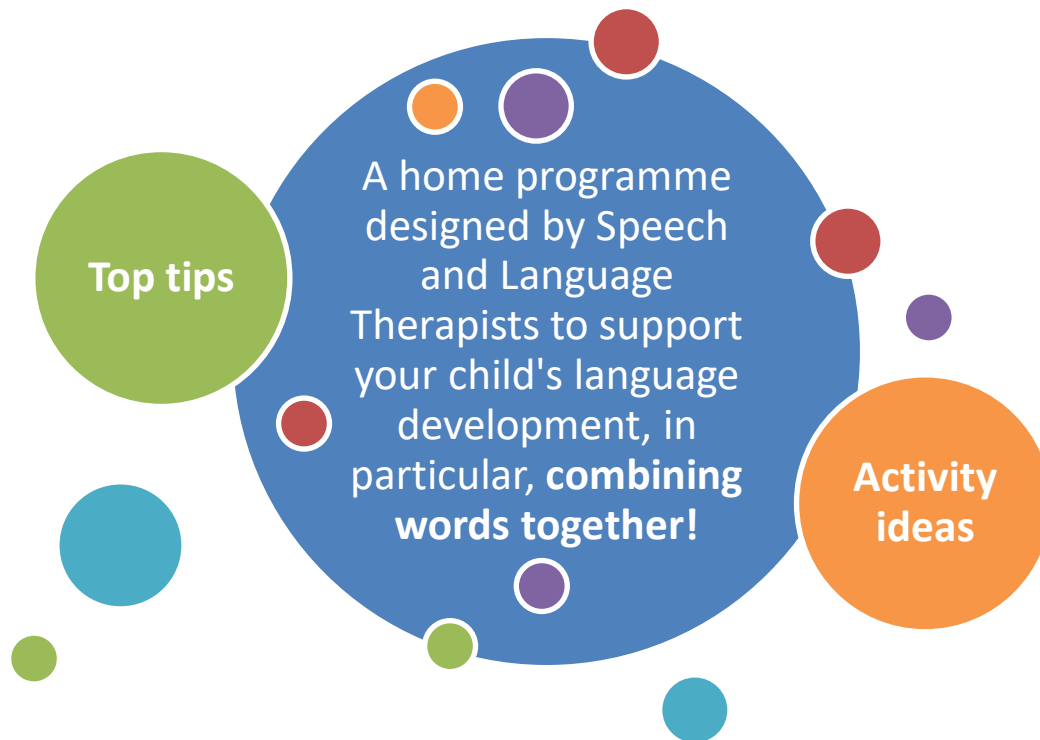 Top tips
A home programme
designed by Speech
and Language
Therapists to support
your child's language
development, in
particular, combining
words together!
Activity
ideas